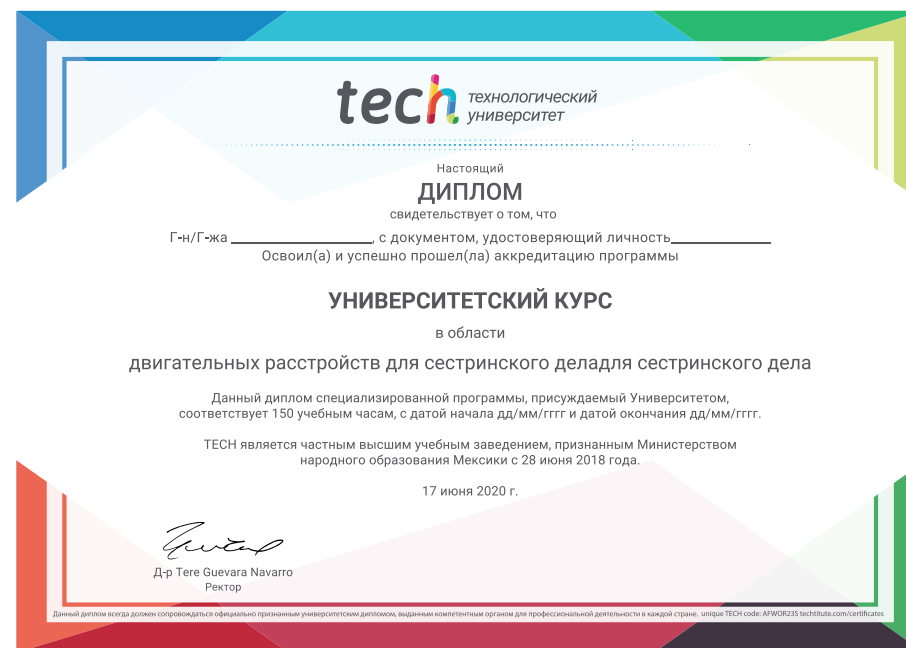 tech технологический
университет
Настоящий
ДИПЛОМ
свидетельствует о том, что
Г-н/Г-жа ____________________, с документом, удостоверяющий личность______________
Освоил(а) и успешно прошел(ла) аккредитацию программы
УНИВЕРСИТЕТСКИЙ КУРС
в области
двигательных расстройств для сестринского деладля сестринского дела
Данный диплом специализированной программы, присуждаемый Университетом,
соответствует 150 учебным часам, с датой начала дд/мм/гггг и датой окончания дд/мм/гггг.
TECH является частным высшим учебным заведением, признанным Министерством
народного образования Мексики с 28 июня 2018 года.
17 июня 2020 г.
Д-р Tere Guevara Navarro
Ректор
Данный диплом всегда должен сопровождаться официально признанным университетским дипломом, выданным компетентным органом для профессиональной деятельности в каждой стране. unique TECH code: AFWOR23S techtitute.com/certificates